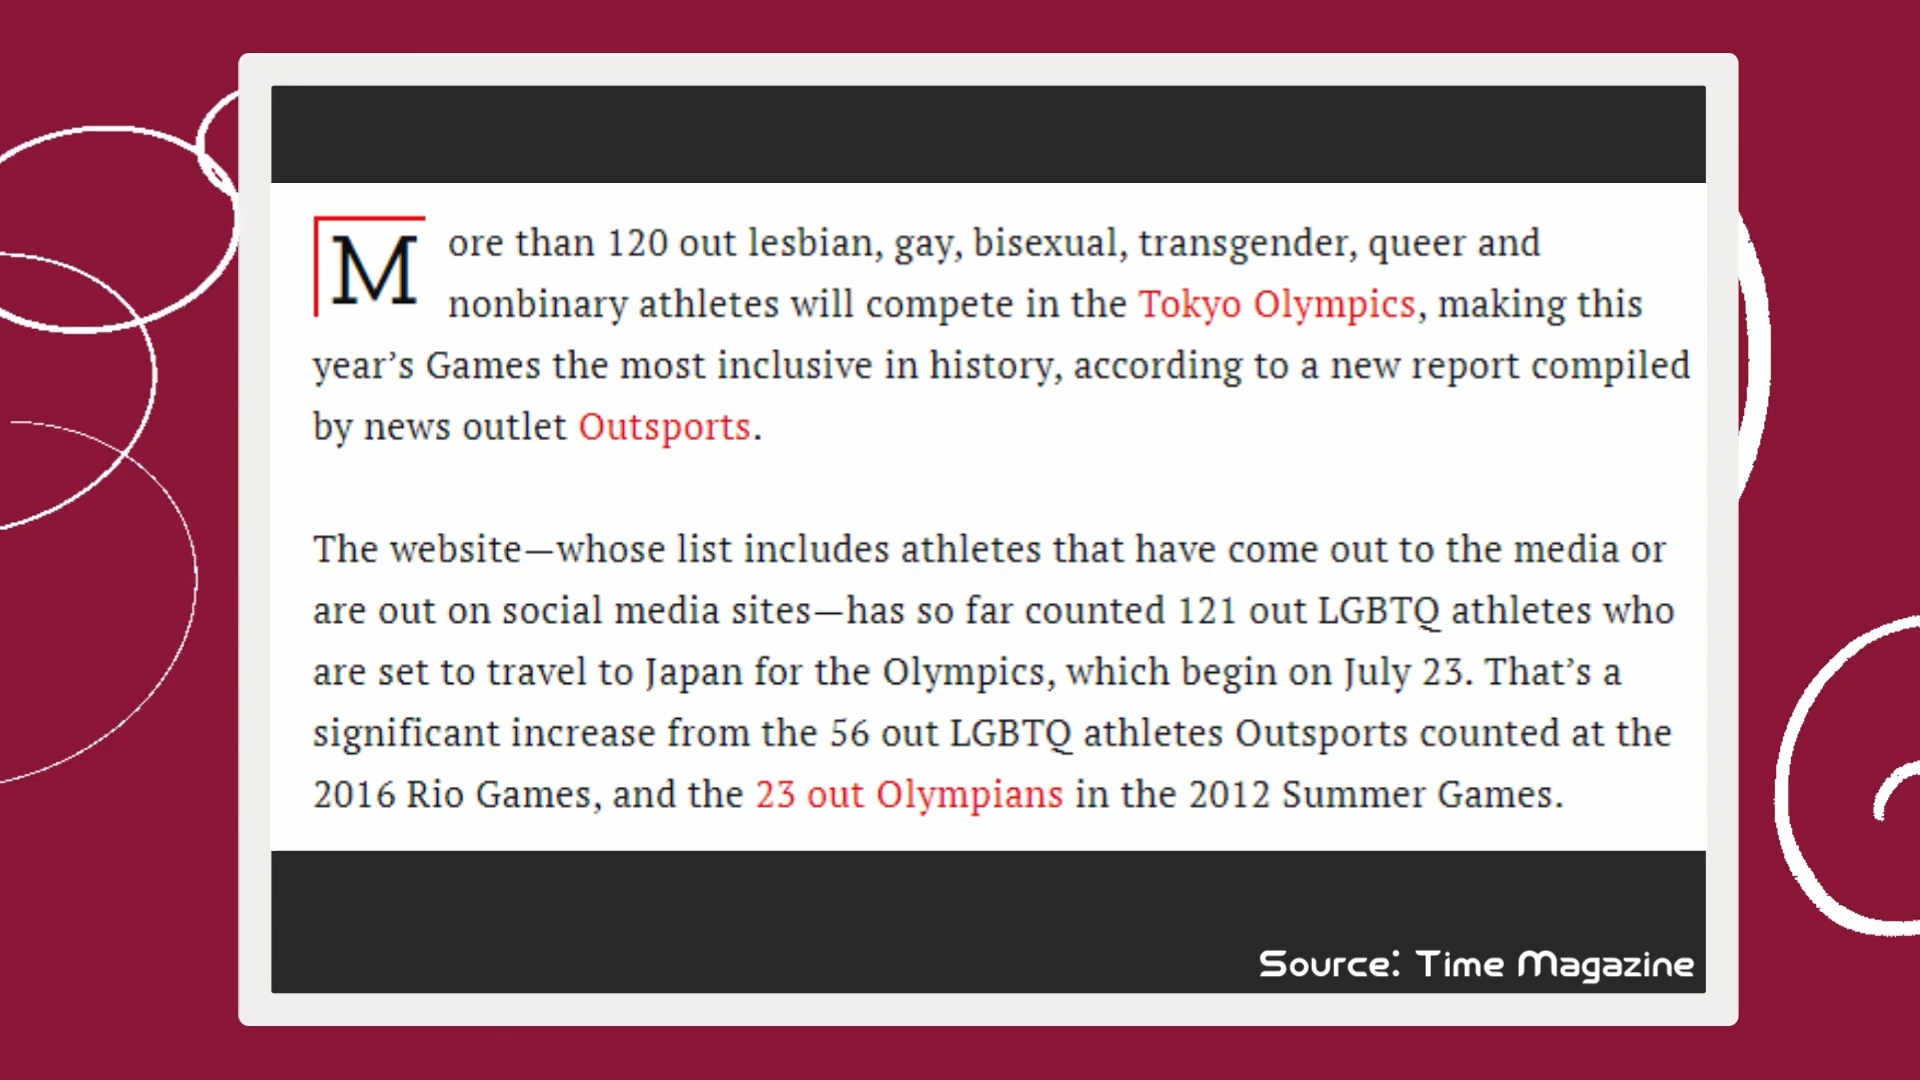 More than 120 out lesbian, gay, bisexual, transgender, queer and
nonbinary athletes will compete in the Tokyo Olympics, making this
year’s Games the most inclusive in history, according to a new report compiled
by news outlet Outsports.
The website—whose list includes athletes that have come out to the media or
are out on social media sites—has so far counted 121 out LGBTQ athletes who
are set to travel to Japan for the Olympics, which begin on July 23. That’s a
significant increase from the 56 out LGBTQ athletes Outsports counted at the
2016 Rio Games, and the 23 out Olympians in the 2012 Summer Games.
Source: Time Magazine